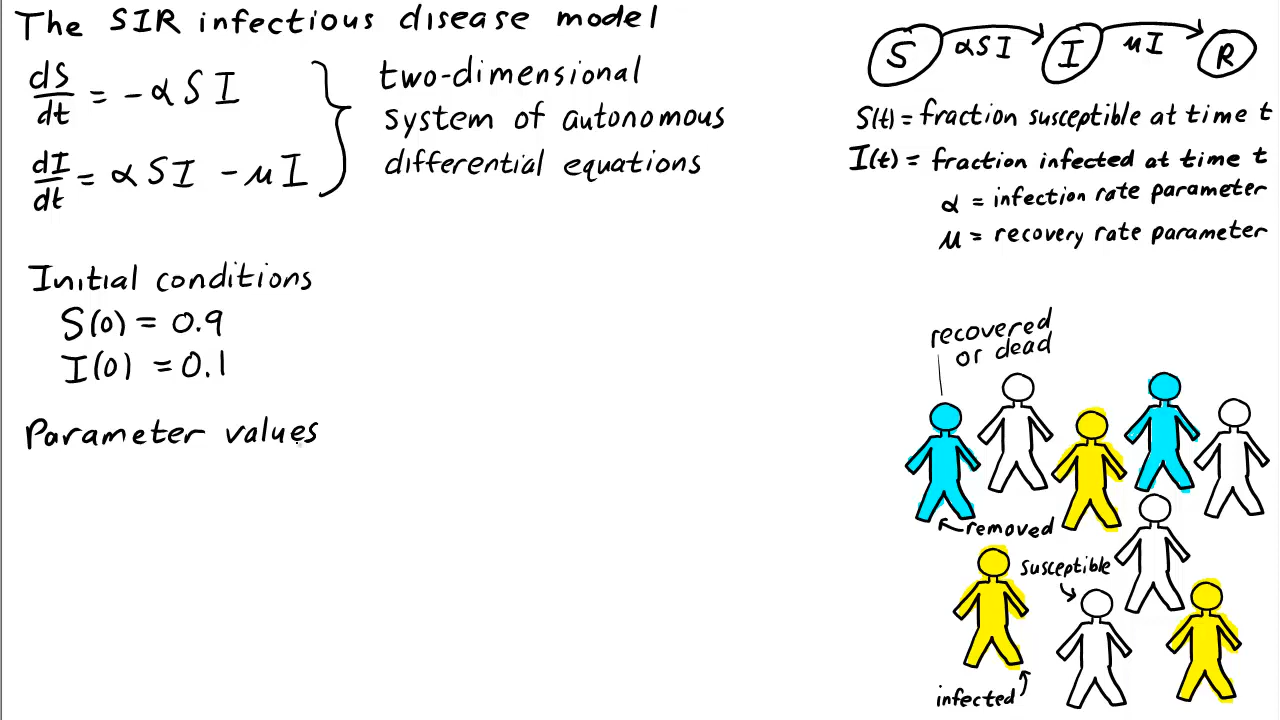 The SIR infectious disease model
dS/dt = -αSI
dI/dt = αSI - μI
two-dimensional
system of autonomous
differential equations
Initial conditions
S(0) = 0.9
I(0) = 0.1
Parameter values
S αSI I μI R
S(t) = fraction susceptible at time t
I(t) = fraction infected at time t
α = infection rate parameter
μ = recovery rate parameter
recovered
or dead
removed
susceptible
infected